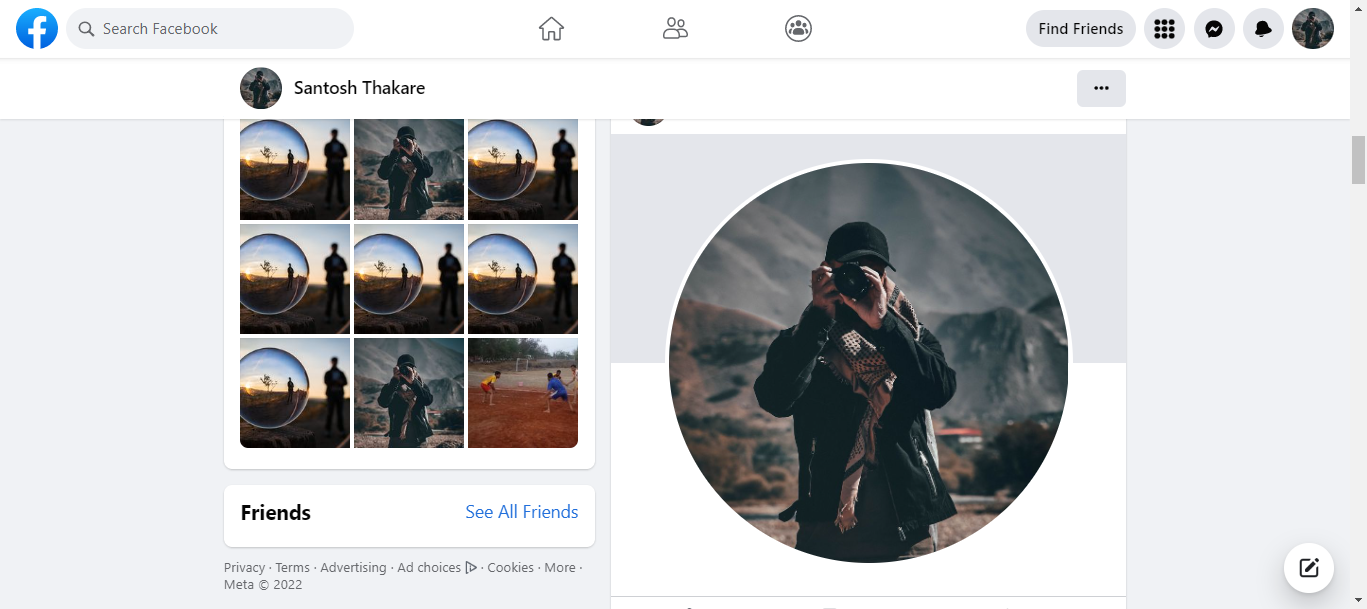 Search Facebook
Find Friends
Santosh Thakare
Friends
See All Friends
Privacy · Terms · Advertising · Ad choices · Cookies · More ·
Meta © 2022